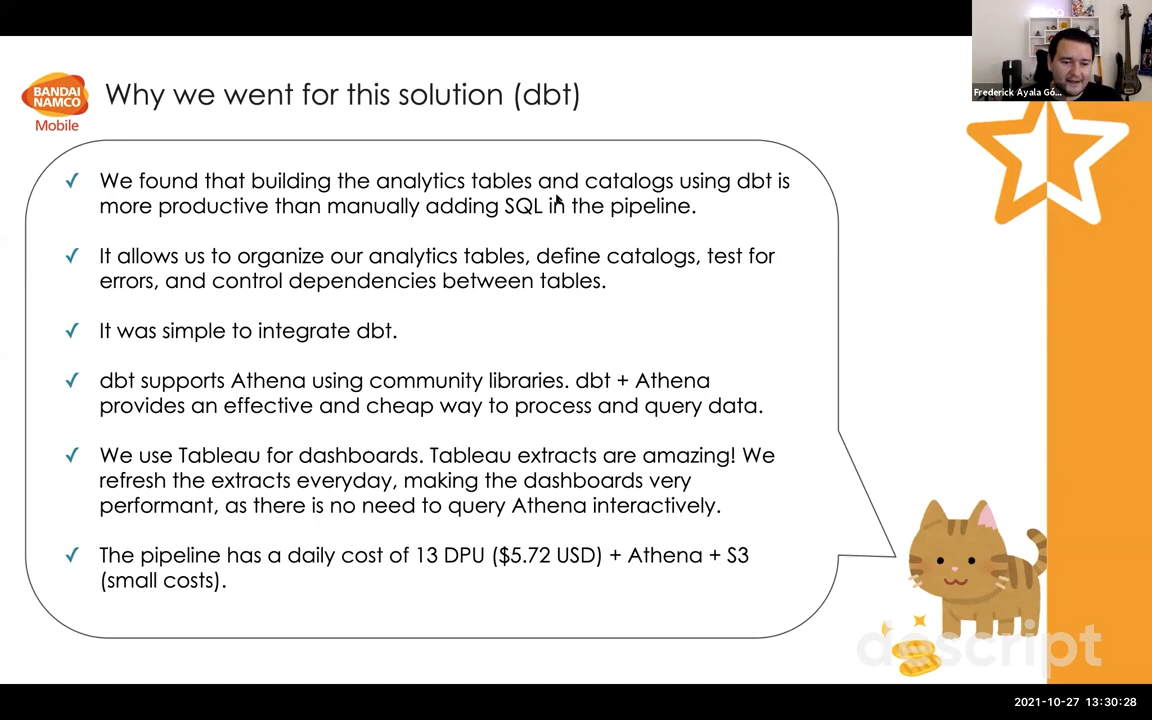 Frederick Ayala Gó...
BANDAI
NAMCO
Mobile
Why we went for this solution (dbt)
✓ We found that building the analytics tables and catalogs using dbt is
more productive than manually adding SQL in the pipeline.
✓ It allows us to organize our analytics tables, define catalogs, test for
errors, and control dependencies between tables.
✓ It was simple to integrate dbt.
✓ dbt supports Athena using community libraries. dbt + Athena
provides an effective and cheap way to process and query data.
✓ We use Tableau for dashboards. Tableau extracts are amazing! We
refresh the extracts everyday, making the dashboards very
performant, as there is no need to query Athena interactively.
✓ The pipeline has a daily cost of 13 DPU ($5.72 USD) + Athena + S3
(small costs).
descript
2021-10-27 13:30:28